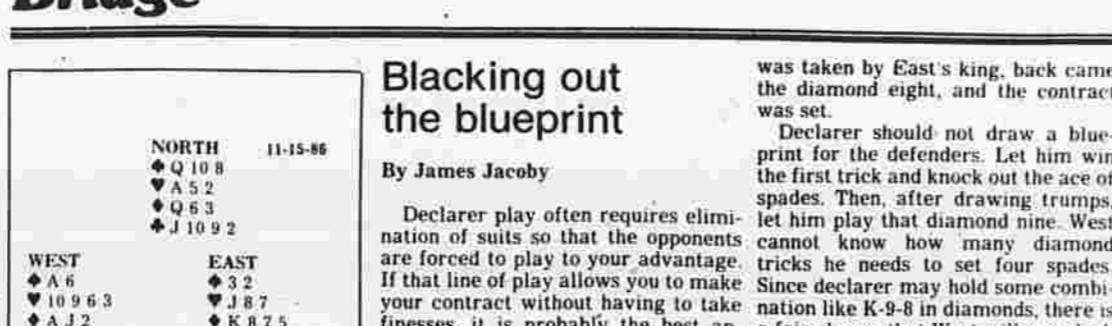 Bridge
NORTH 11-15-86
♠ Q 10 8
♥ A 5 2
♦ Q 6 3
♣ J 10 9 2
WEST EAST
♠ A 6 ♠ 3 2
♥ 10 9 6 3 ♥ J 8 7
♦ A J 2 ♦ K 8 7 5
Blacking out
the blueprint
By James Jacoby
Declarer play often requires elimi-
nation of suits so that the opponents
are forced to play to your advantage.
If that line of play allows you to make
your contract without having to take
finesses, it is probably the best
was taken by East's king, back came
the diamond eight, and the contract
was set.
Declarer should not draw a blue-
print for the defenders. Let him win
the first trick and knock out the ace of
spades. Then, after drawing trumps,
let him play that diamond nine. West
cannot know how many diamond
tricks he needs to set four spades.
Since declarer may hold some combi-
nation like K-9-8 in diamonds, there is